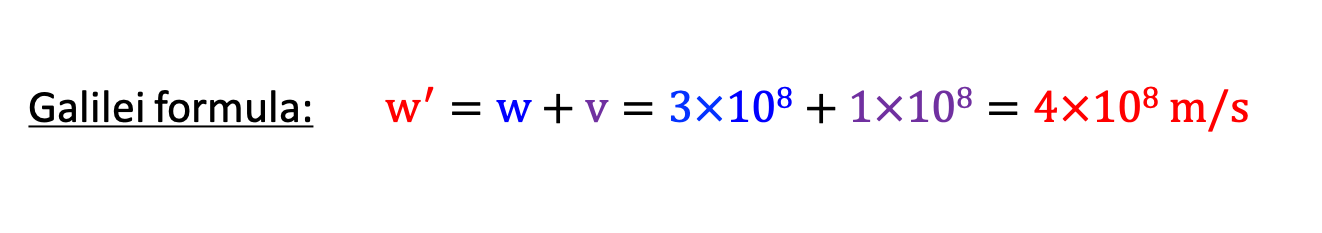 Galilei formula: w′ = w + v = 3×10⁸ + 1×10⁸ = 4×10⁸ m/s